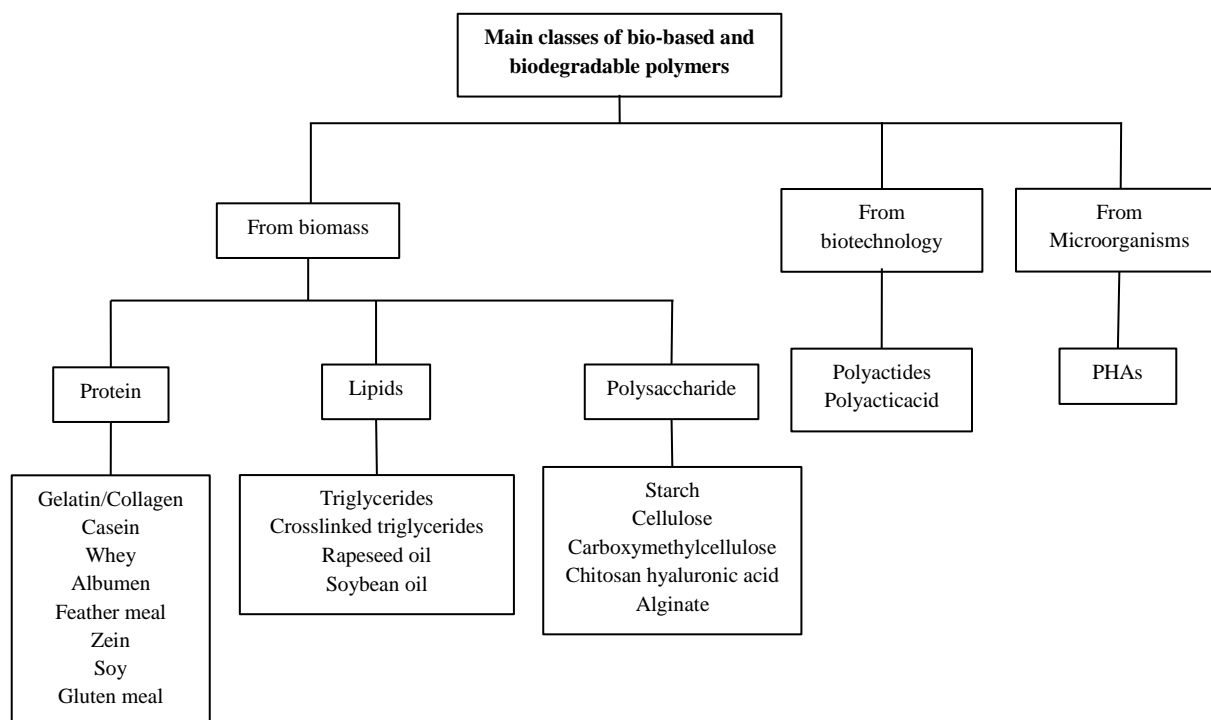 Main classes of bio-based and
biodegradable polymers
From biomass
From
biotechnology
From
Microorganisms
Protein
Lipids
Polysaccharide
Polyactides
Polyacticacid
PHAs
Gelatin/Collagen
Casein
Whey
Albumen
Feather meal
Zein
Soy
Gluten meal
Triglycerides
Crosslinked triglycerides
Rapeseed oil
Soybean oil
Starch
Cellulose
Carboxymethylcellulose
Chitosan hyaluronic acid
Alginate